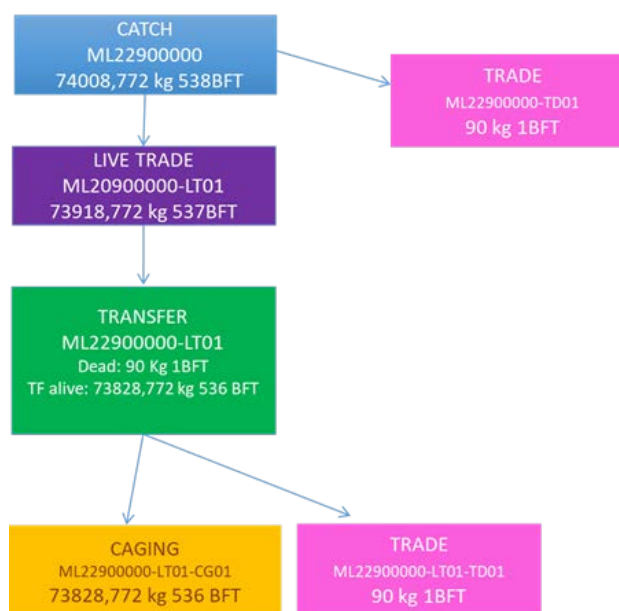 CATCH
ML22900000
74008,772 kg 538BFT
TRADE
ML22900000-TD01
90 kg 1BFT
LIVE TRADE
ML20900000-LT01
73918,772 kg 537BFT
TRANSFER
ML22900000-LT01
Dead: 90 Kg 1BFT
TF alive: 73828,772 kg 536 BFT
CAGING
ML22900000-LT01-CG01
73828,772 kg 536 BFT
TRADE
ML22900000-LT01-TD01
90 kg 1BFT